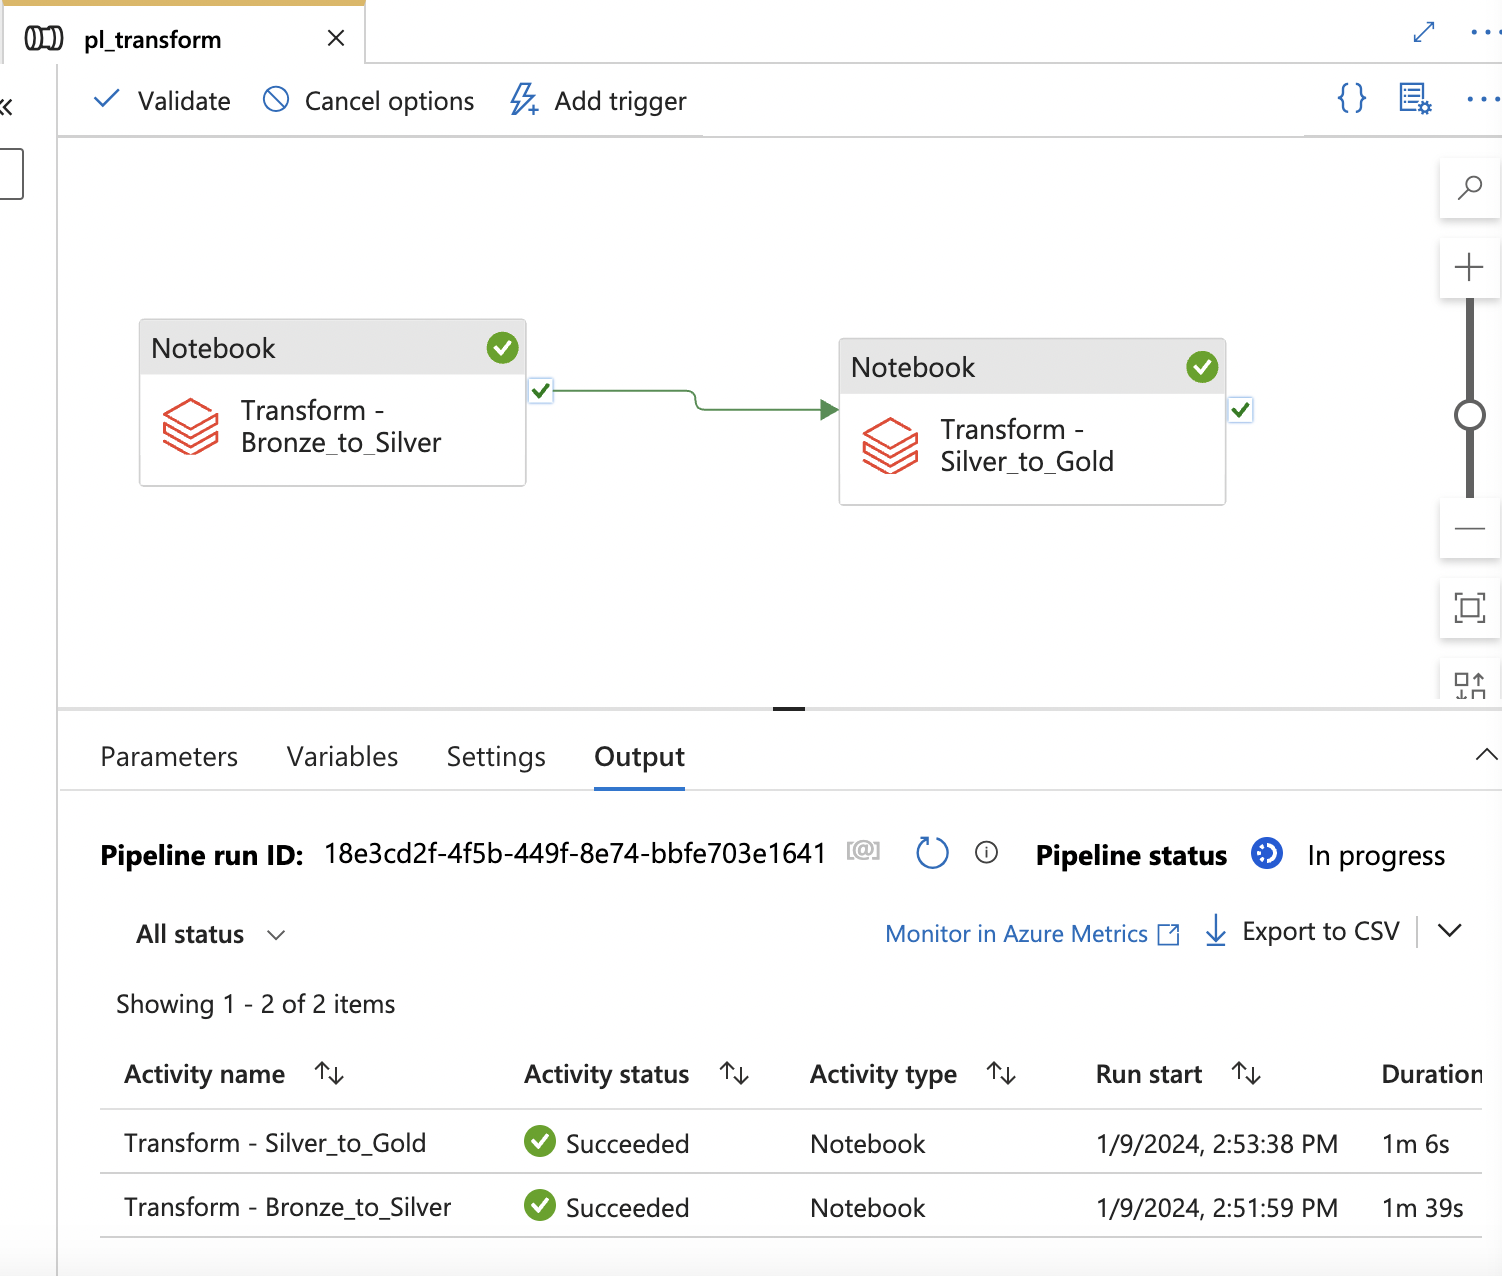 pl_transform
Validate Cancel options Add trigger
Notebook
Transform -
Bronze_to_Silver
Notebook
Transform -
Silver_to_Gold
Parameters Variables Settings Output
Pipeline run ID: 18e3cd2f-4f5b-449f-8e74-bbfe703e1641 [@] Pipeline status In progress
All status Monitor in Azure Metrics Export to CSV
Showing 1 - 2 of 2 items
Activity name Activity status Activity type Run start Duration
Transform - Silver_to_Gold Succeeded Notebook 1/9/2024, 2:53:38 PM 1m 6s
Transform - Bronze_to_Silver Succeeded Notebook 1/9/2024, 2:51:59 PM 1m 39s